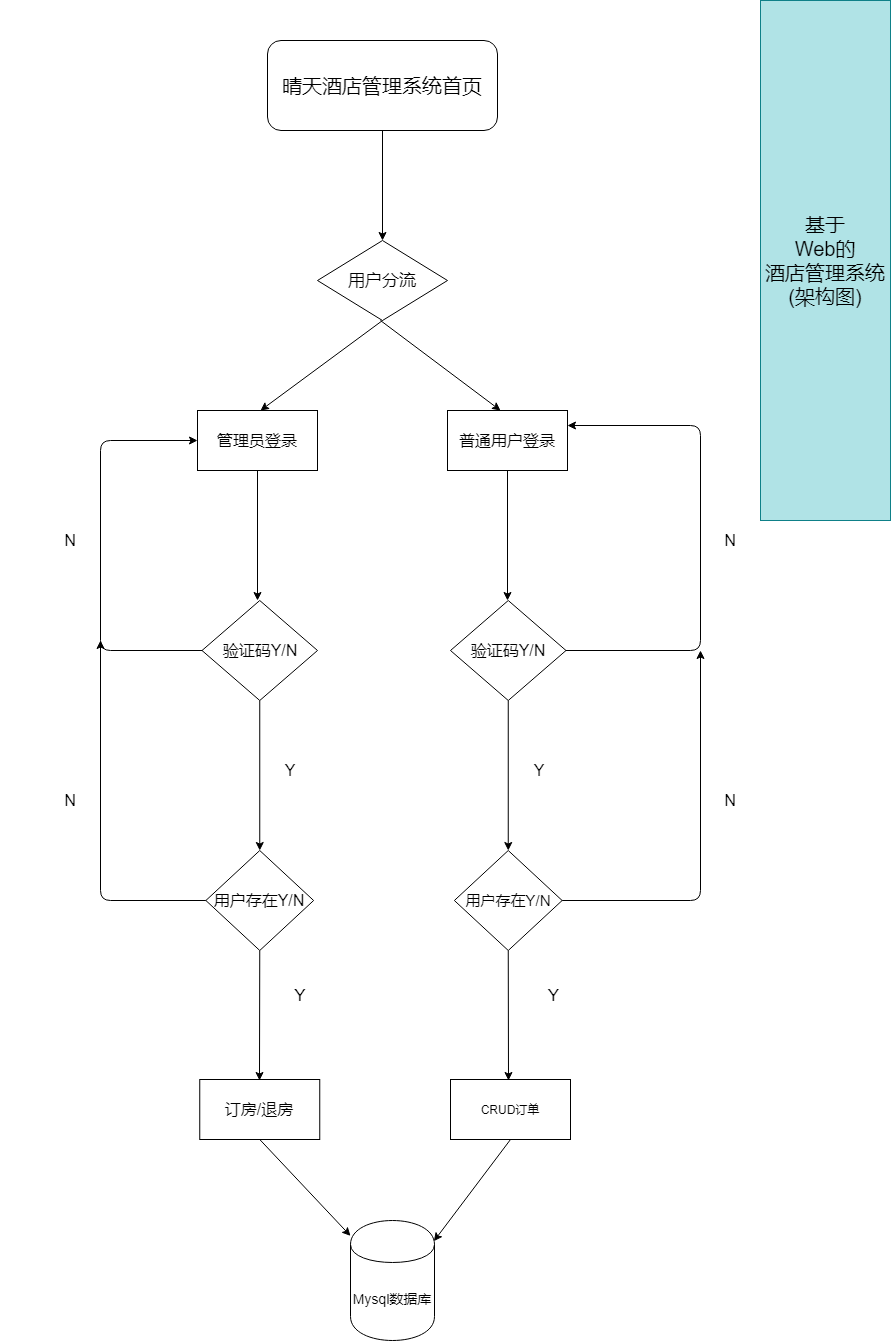 晴天酒店管理系统首页
基于
Web的
酒店管理系统
(架构图)
用户分流
管理员登录
普通用户登录
N
N
验证码Y/N
验证码Y/N
Y
Y
N
N
用户存在Y/N
用户存在Y/N
Y
Y
订房/退房
CRUD订单
Mysql数据库